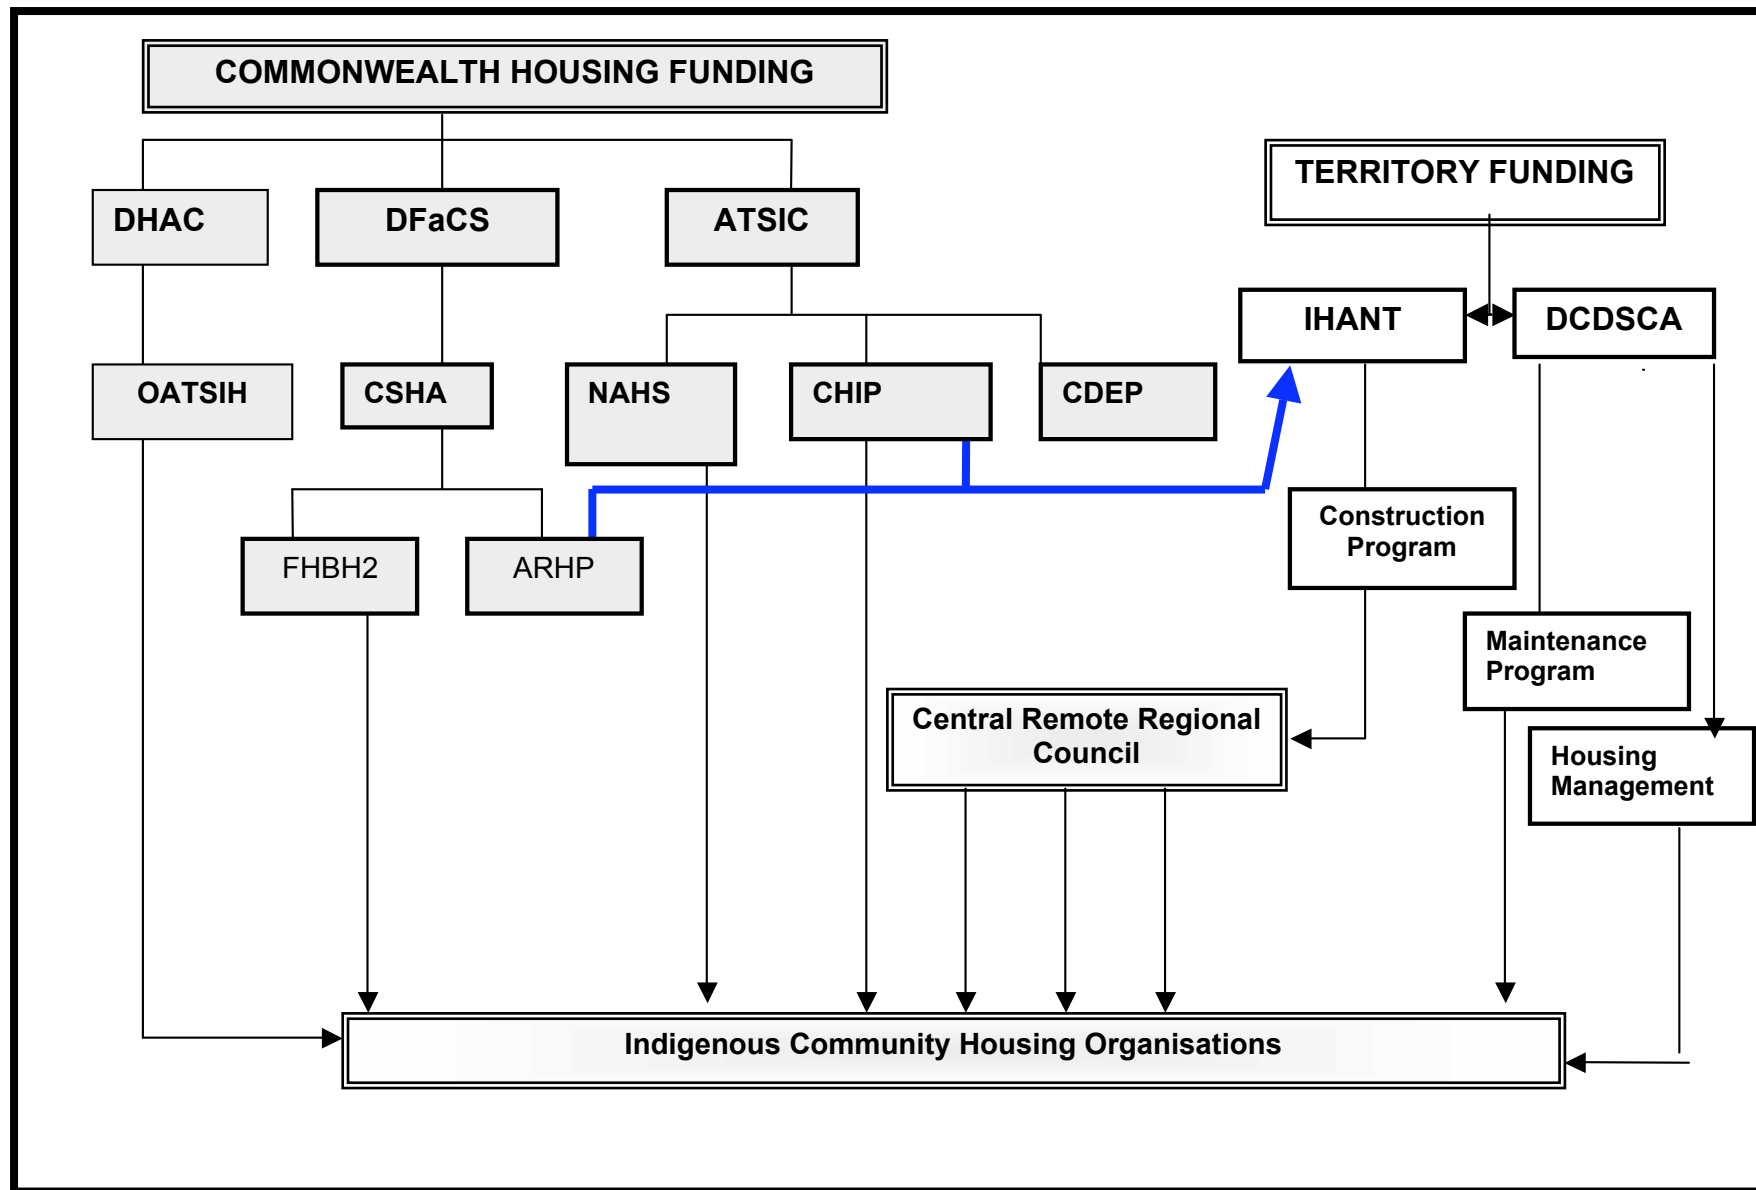 COMMONWEALTH HOUSING FUNDING
TERRITORY FUNDING
DHAC
DFaCS
ATSIC
IHANT
DCDSCA
OATSIH
CSHA
NAHS
CHIP
CDEP
Construction
Program
FHBH2
ARHP
Maintenance
Program
Central Remote Regional
Council
Housing
Management
Indigenous Community Housing Organisations